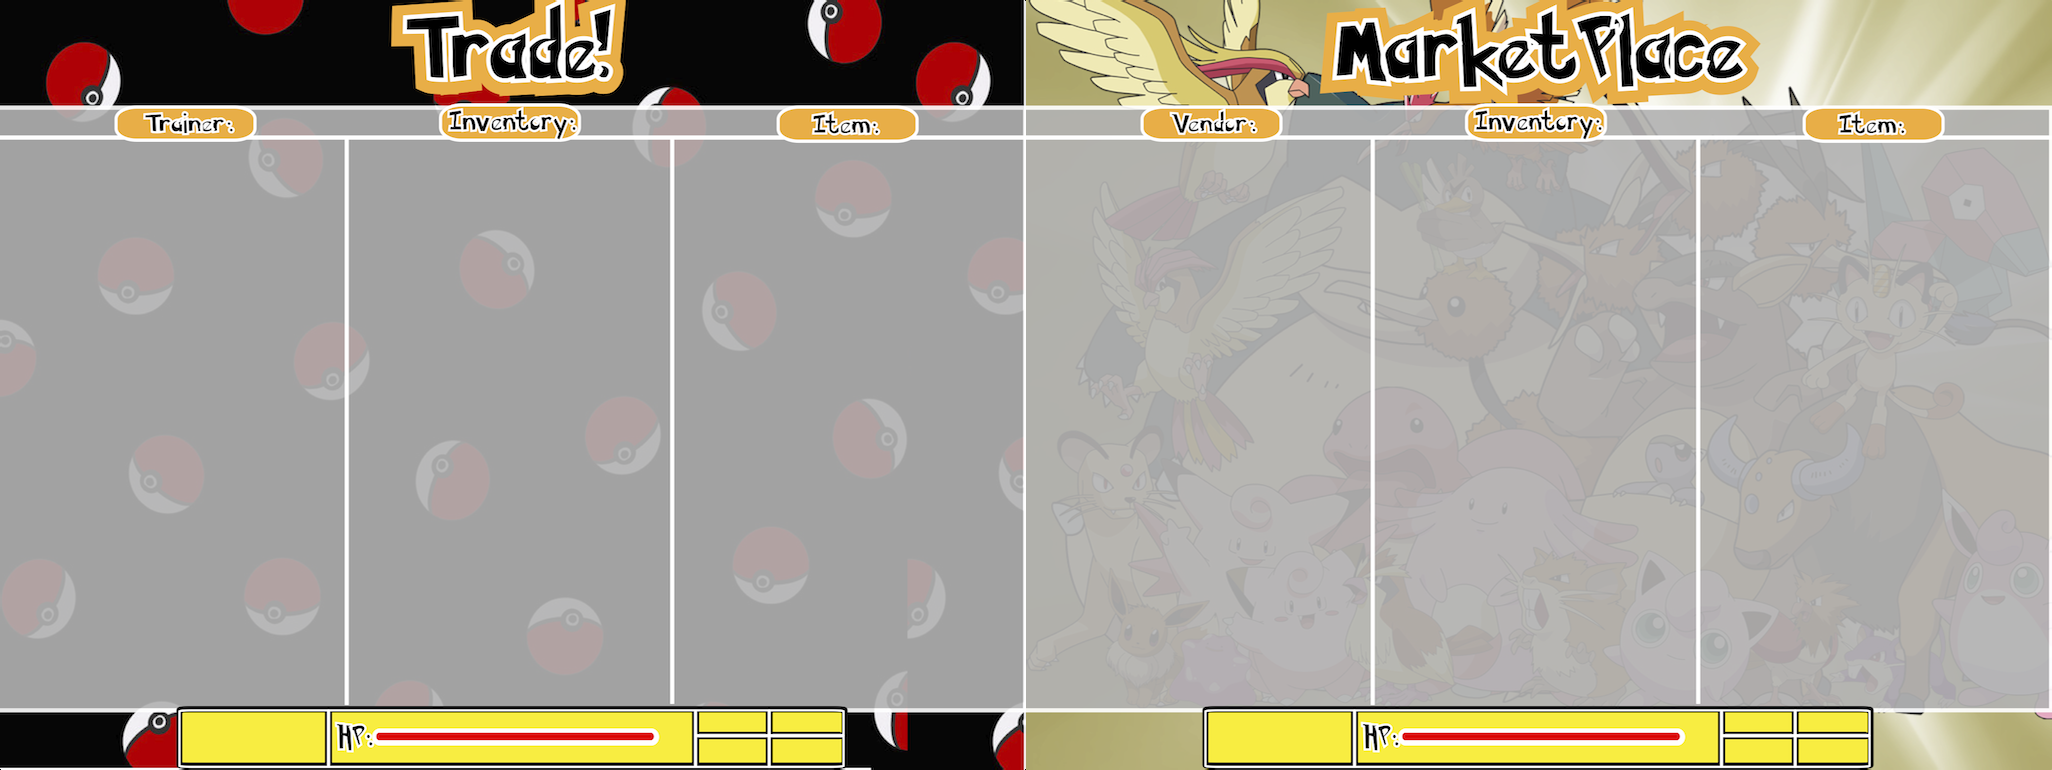 Trade!
Trainer:
Inventory:
Item:
HP:
Market Place
Vendor:
Inventory:
Item:
HP: